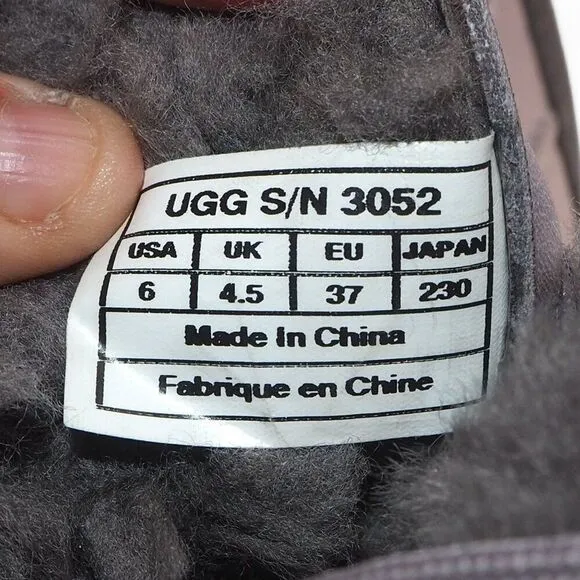 UGG S/N 3052
USA UK EU JAPAN
6 4.5 37 230
Made In China
Fabrique en Chine